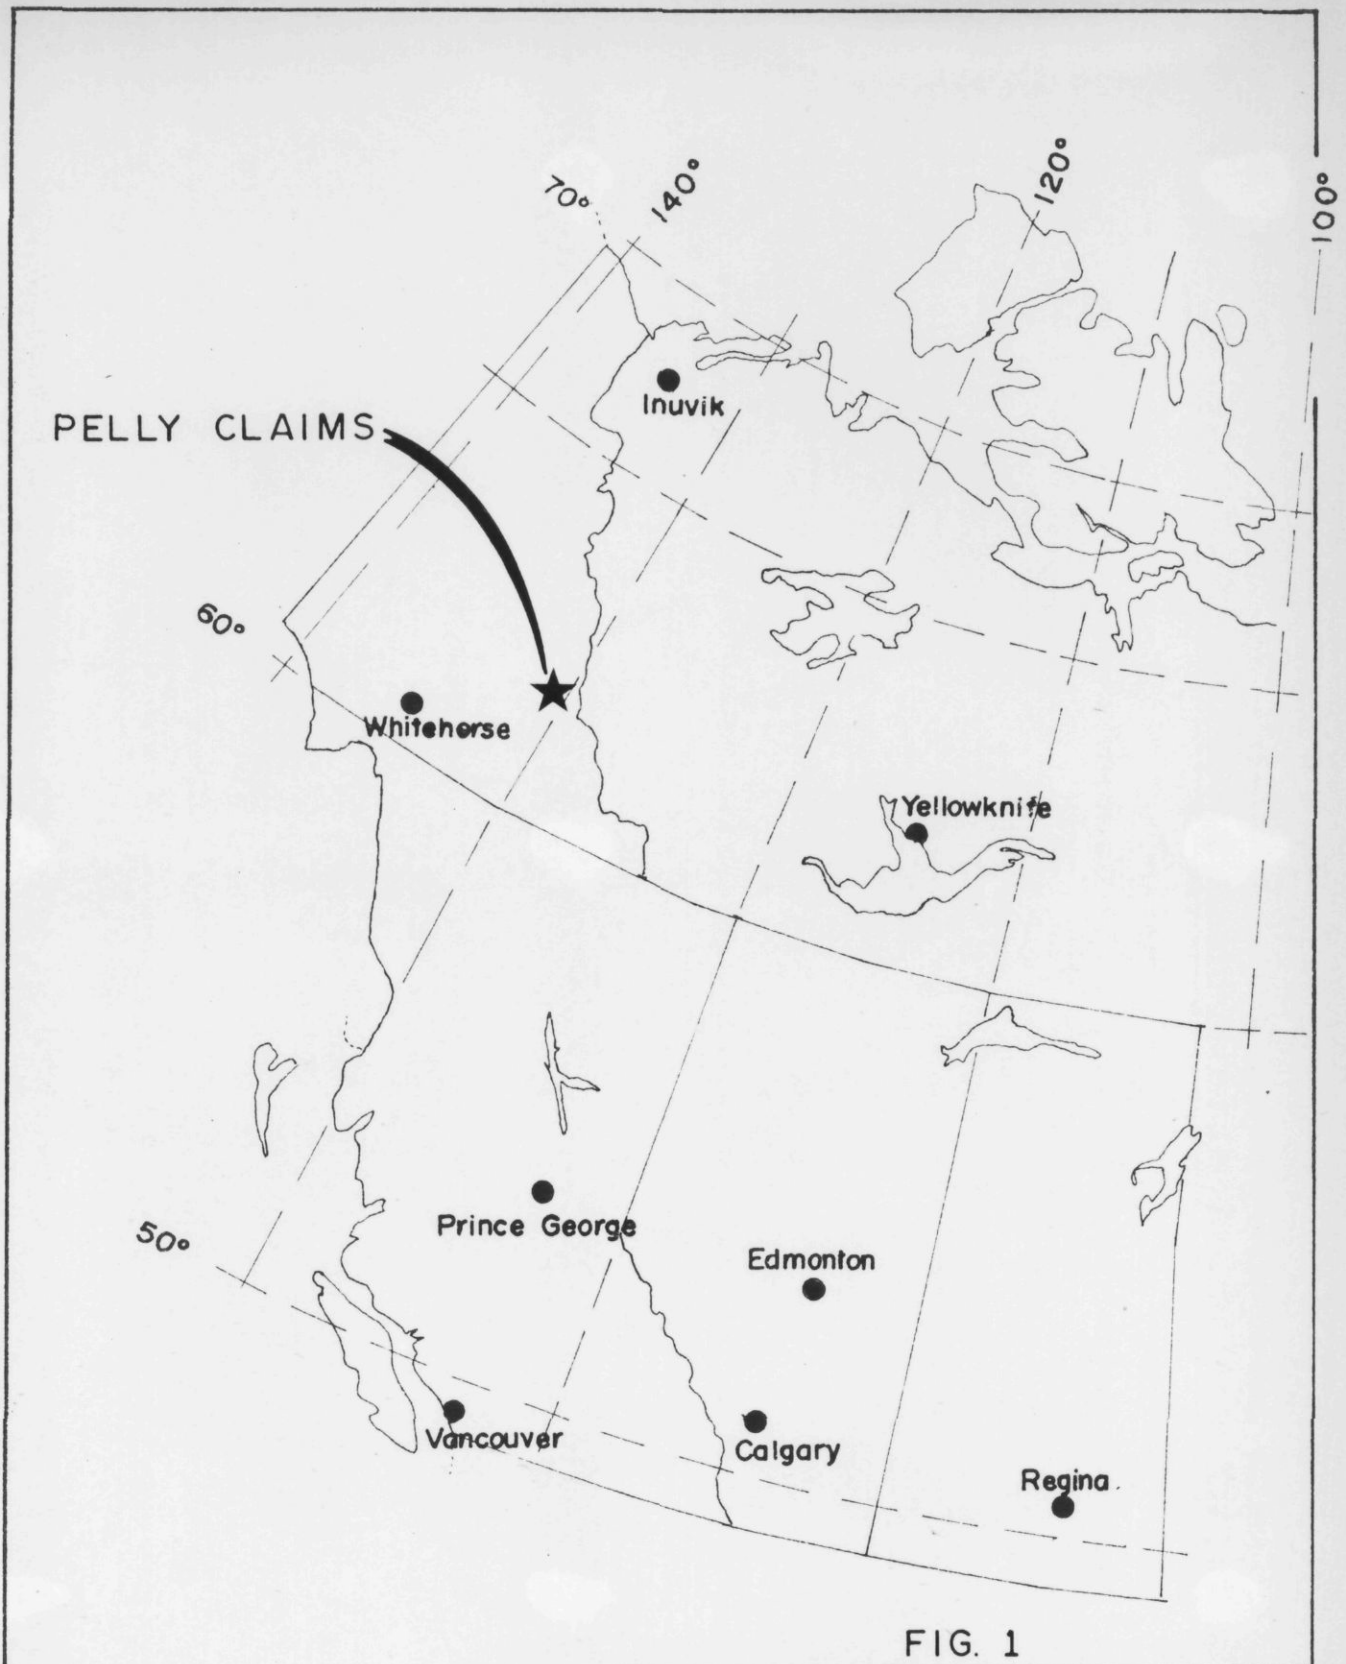 120°
140°
70°
100°
Inuvik
PELLY CLAIMS
60°
Whitehorse
Yellowknife
50°
Prince George
Edmonton
Vancouver
Calgary
Regina
FIG. 1